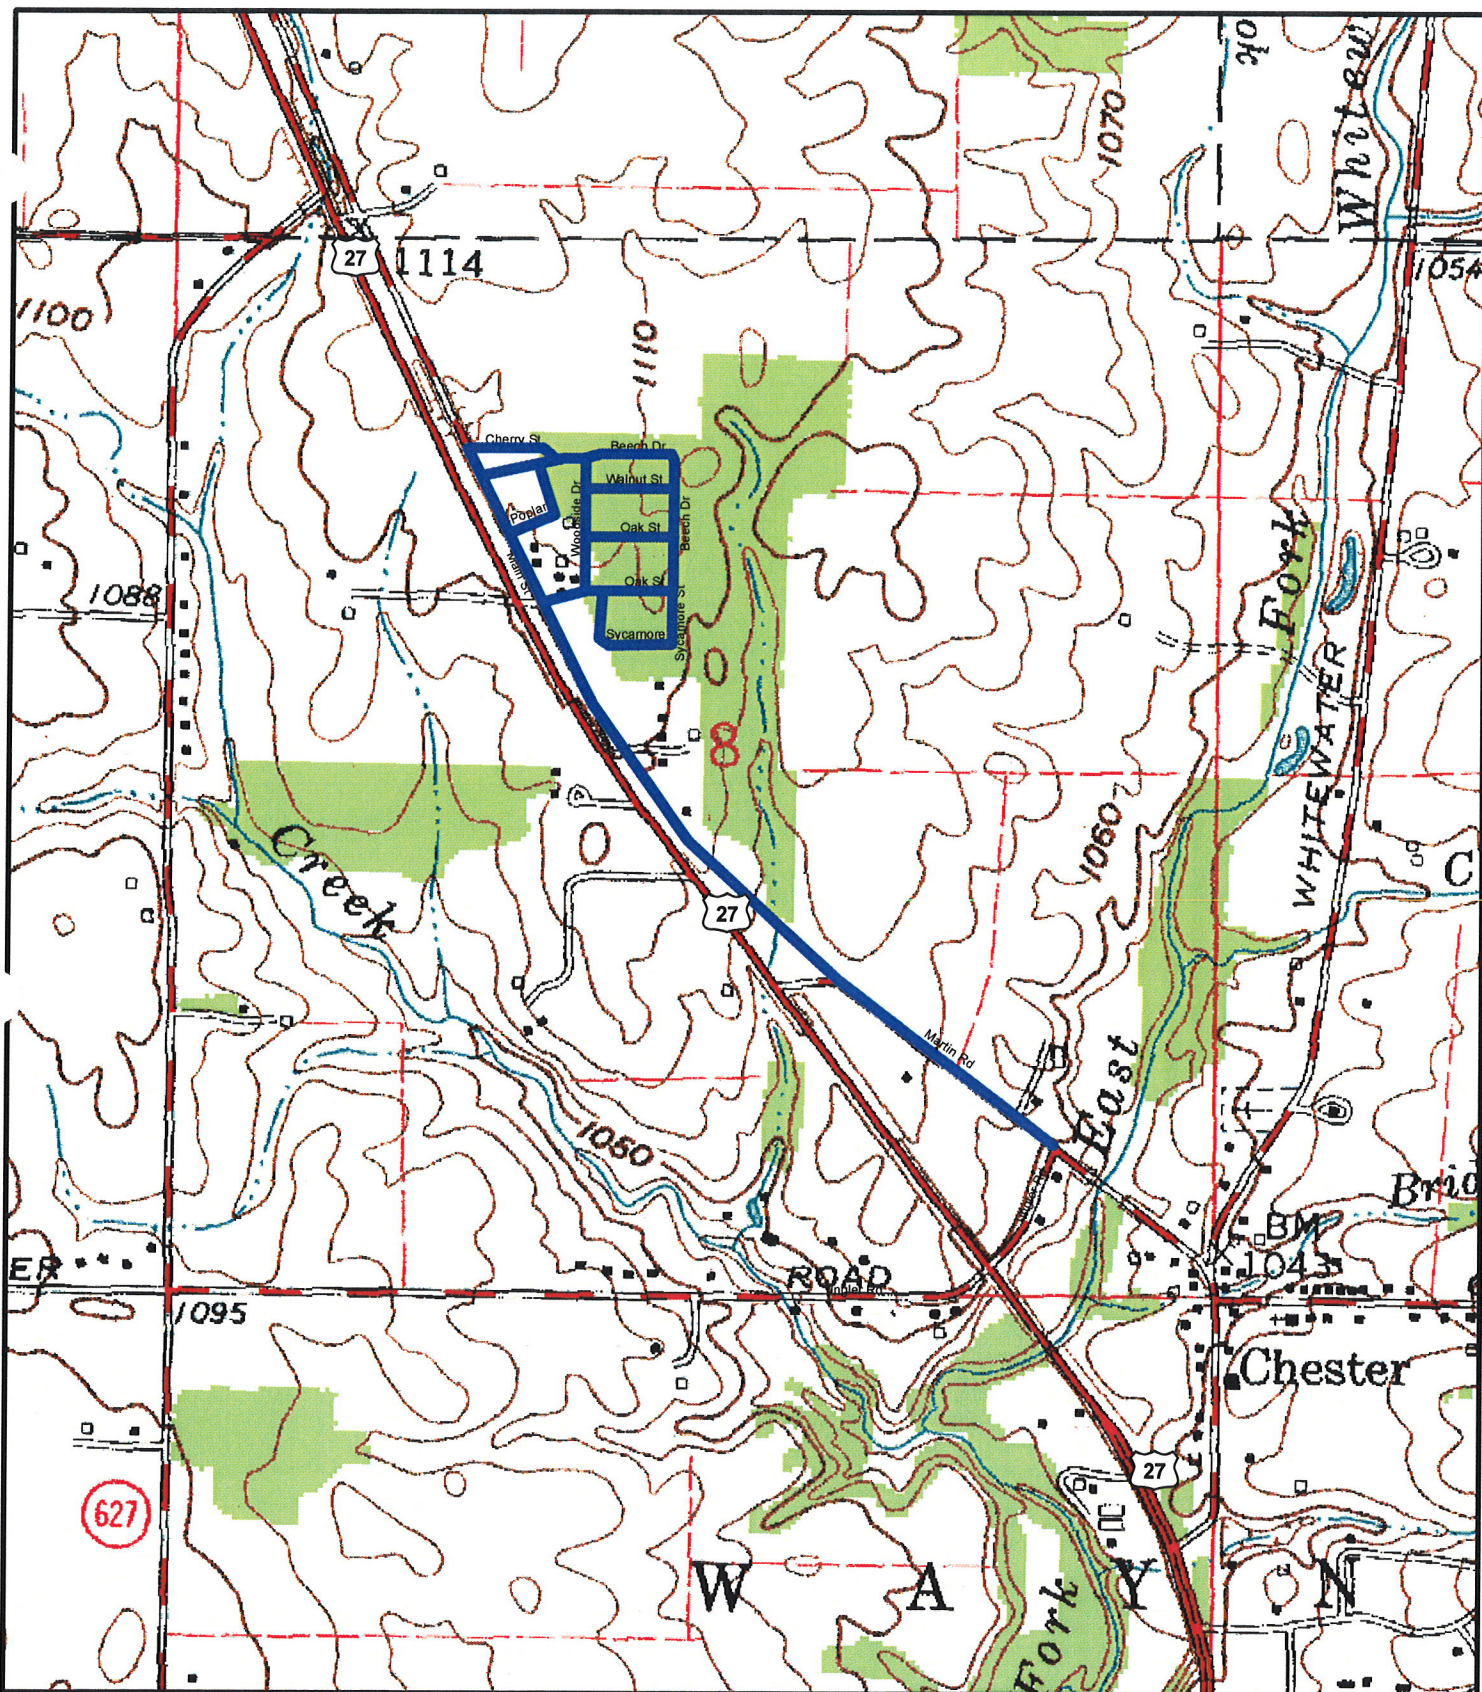 ok
Whitew
1070
27
1114
1054
1100
1110
Cherry St
Beech Dr
Walnut St
Woodside Dr
Poplar
Beech Dr
Oak St
Main St
Fork
Oak St
1088
Sycamore St
Sycamore
WHITEWATER
8
1060
Creek
C
27
Martin Rd
East
1050
Brid
BM
1043
ER
ROAD
1095
Chester
27
627
W A Y N
Fork